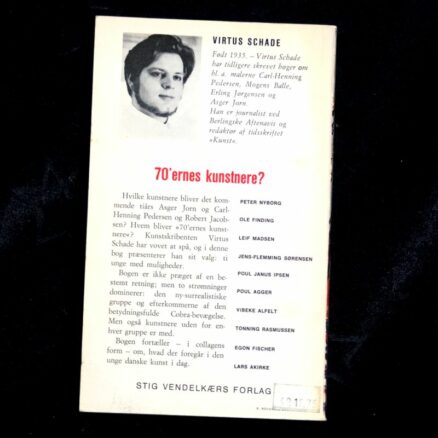 VIRTUS SCHADE
Født 1935. – Virtus Schade
har tidligere skrevet bøger om
bl. a. malerne Carl-Henning
Pedersen, Mogens Balle,
Erling Jørgensen og
Asger Jorn.
Han er journalist ved
Berlingske Aftenavis og
redaktør af tidsskriftet
»Kunst«.
70'ernes kunstnere?
Hvilke kunstnere bliver det kom-
mende tiårs Asger Jorn og Carl-
Henning Pedersen og Robert Jacob-
sen? Hvem bliver »70'ernes kunst-
nere«? Kunstskribenten Virtus
Schade har vovet at spå, og i denne
bog præsenterer han sit valg: ti
unge med muligheder.
Bogen er ikke præget af en be-
stemt retning; men to strømninger
dominerer: den ny-surrealistiske
gruppe og efterkommerne af den
betydningsfulde Cobra-bevægelse.
Men også kunstnere uden for en-
hver gruppe er med.
Bogen fortæller – i collagens
form – om, hvad der foregår i den
unge danske kunst i dag.
PETER NYBORG
OLE FINDING
LEIF MADSEN
JENS-FLEMMING SØRENSEN
POUL JANUS IPSEN
POUL AGGER
VIBEKE ALFELT
TONNING RASMUSSEN
EGON FISCHER
LARS AKIRKE
STIG VENDELKÆRS FORLAG